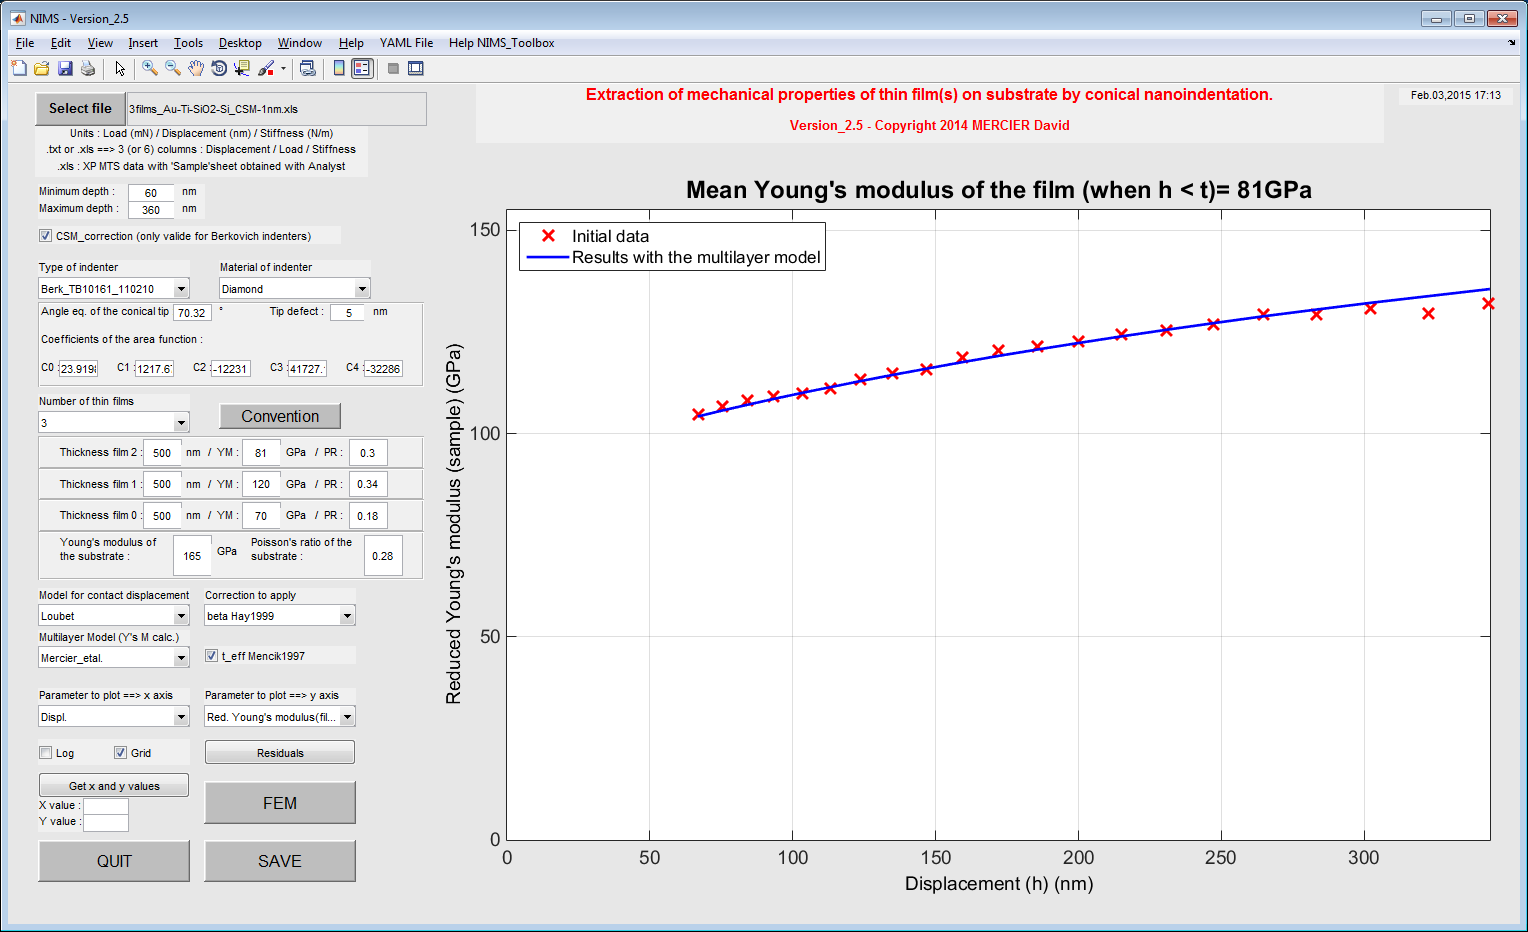 NIMS - Version_2.5
File Edit View Insert Tools Desktop Window Help YAML File Help NIMS_Toolbox
Select file 3films_Au-Ti-SiO2-Si_CSM-1nm.xls
Units : Load (mN) / Displacement (nm) / Stiffness (N/m)
.txt or .xls ==> 3 (or 6) columns : Displacement / Load / Stiffness
.xls : XP MTS data with 'Sample'sheet obtained with Analyst
Minimum depth : 60 nm
Maximum depth : 360 nm
CSM_correction (only valide for Berkovich indenters)
Type of indenter Material of indenter
Berk_TB10161_110210 Diamond
Angle eq. of the conical tip 70.32 ° Tip defect : 5 nm
Coefficients of the area function :
C0 : 23.919 C1 : 1217.6 C2 : -12231 C3 : 41727. C4 : -32286
Number of thin films
3 Convention
Thickness film 2 : 500 nm / YM : 81 GPa / PR : 0.3
Thickness film 1 : 500 nm / YM : 120 GPa / PR : 0.34
Thickness film 0 : 500 nm / YM : 70 GPa / PR : 0.18
Young's modulus of the substrate : 165 GPa Poisson's ratio of the substrate : 0.28
Model for contact displacement Correction to apply
Loubet beta Hay1999
Multilayer Model (Y's M calc.)
Mercier_etal. t_eff Mencik1997
Parameter to plot ==> x axis Parameter to plot ==> y axis
Displ. Red. Young's modulus(fil...
Log Grid Residuals
Get x and y values
X value :
Y value :
FEM
QUIT SAVE
Extraction of mechanical properties of thin film(s) on substrate by conical nanoindentation.
Version_2.5 - Copyright 2014 MERCIER David
Feb.03,2015 17:13
Mean Young's modulus of the film (when h < t)= 81GPa
Initial data
Results with the multilayer model
Reduced Young's modulus (sample) (GPa)
150
100
50
0
0 50 100 150 200 250 300
Displacement (h) (nm)